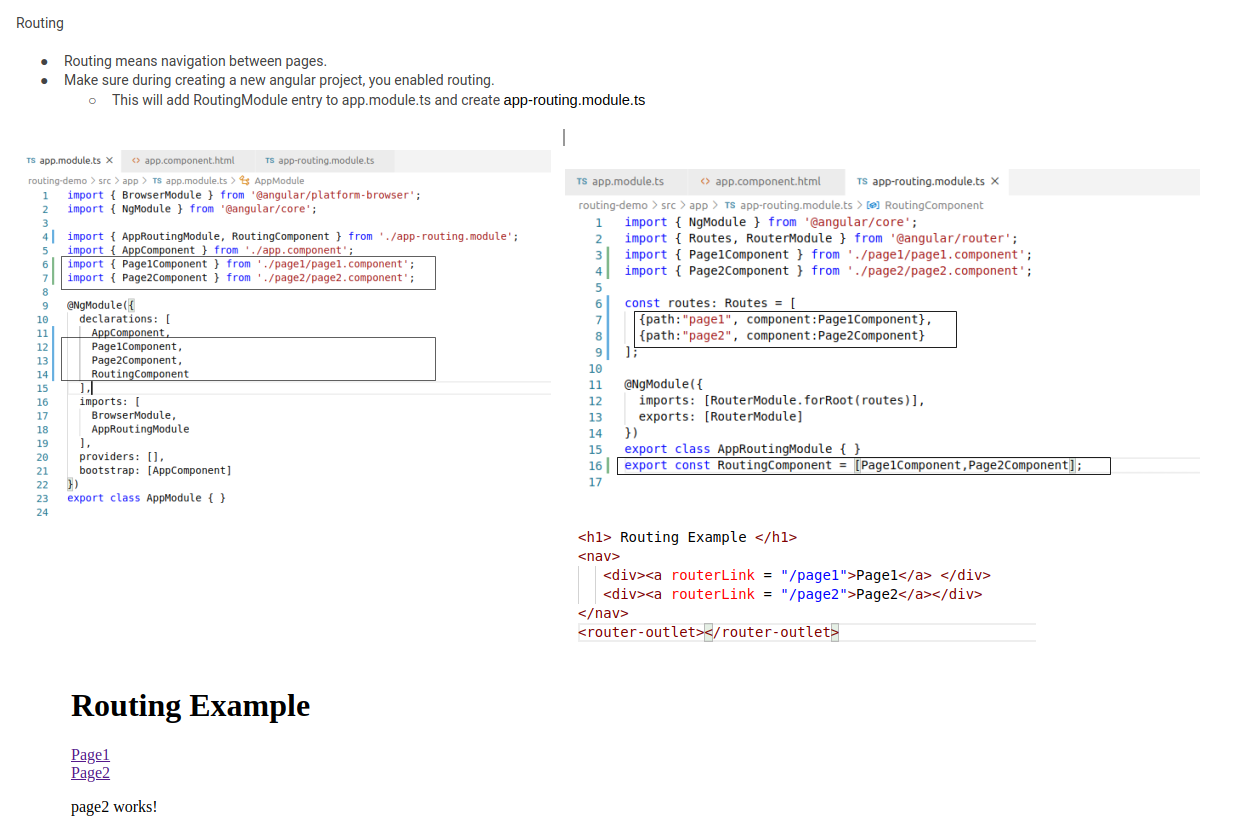 Routing
● Routing means navigation between pages.
● Make sure during creating a new angular project, you enabled routing.
○ This will add RoutingModule entry to app.module.ts and create app-routing.module.ts
TS app.module.ts × <> app.component.html TS app-routing.module.ts
routing-demo > src > app > TS app.module.ts > AppModule
1 import { BrowserModule } from '@angular/platform-browser';
2 import { NgModule } from '@angular/core';
3
4 import { AppRoutingModule, RoutingComponent } from './app-routing.module';
5 import { AppComponent } from './app.component';
6 import { Page1Component } from './page1/page1.component';
7 import { Page2Component } from './page2/page2.component';
8
9 @NgModule({
10 declarations: [
11 AppComponent,
12 Page1Component,
13 Page2Component,
14 RoutingComponent
15 ],
16 imports: [
17 BrowserModule,
18 AppRoutingModule
19 ],
20 providers: [],
21 bootstrap: [AppComponent]
22 })
23 export class AppModule { }
24
TS app.module.ts <> app.component.html TS app-routing.module.ts ×
routing-demo > src > app > TS app-routing.module.ts > RoutingComponent
1 import { NgModule } from '@angular/core';
2 import { Routes, RouterModule } from '@angular/router';
3 import { Page1Component } from './page1/page1.component';
4 import { Page2Component } from './page2/page2.component';
5
6 const routes: Routes = [
7 {path:"page1", component:Page1Component},
8 {path:"page2", component:Page2Component}
9 ];
10
11 @NgModule({
12 imports: [RouterModule.forRoot(routes)],
13 exports: [RouterModule]
14 })
15 export class AppRoutingModule { }
16 export const RoutingComponent = [Page1Component,Page2Component];
17
<h1> Routing Example </h1>
<nav>
<div><a routerLink = "/page1">Page1</a> </div>
<div><a routerLink = "/page2">Page2</a></div>
</nav>
<router-outlet></router-outlet>
Routing Example
Page1
Page2
page2 works!